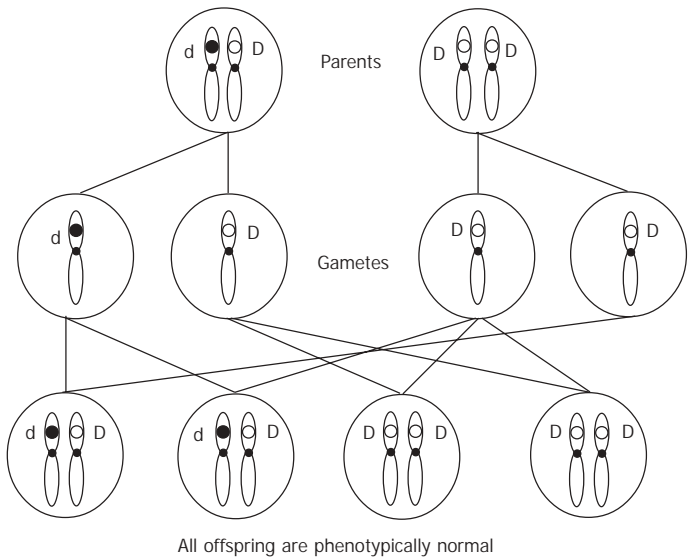 d D Parents D D
d D Gametes D D
d D d D D D D D
All offspring are phenotypically normal